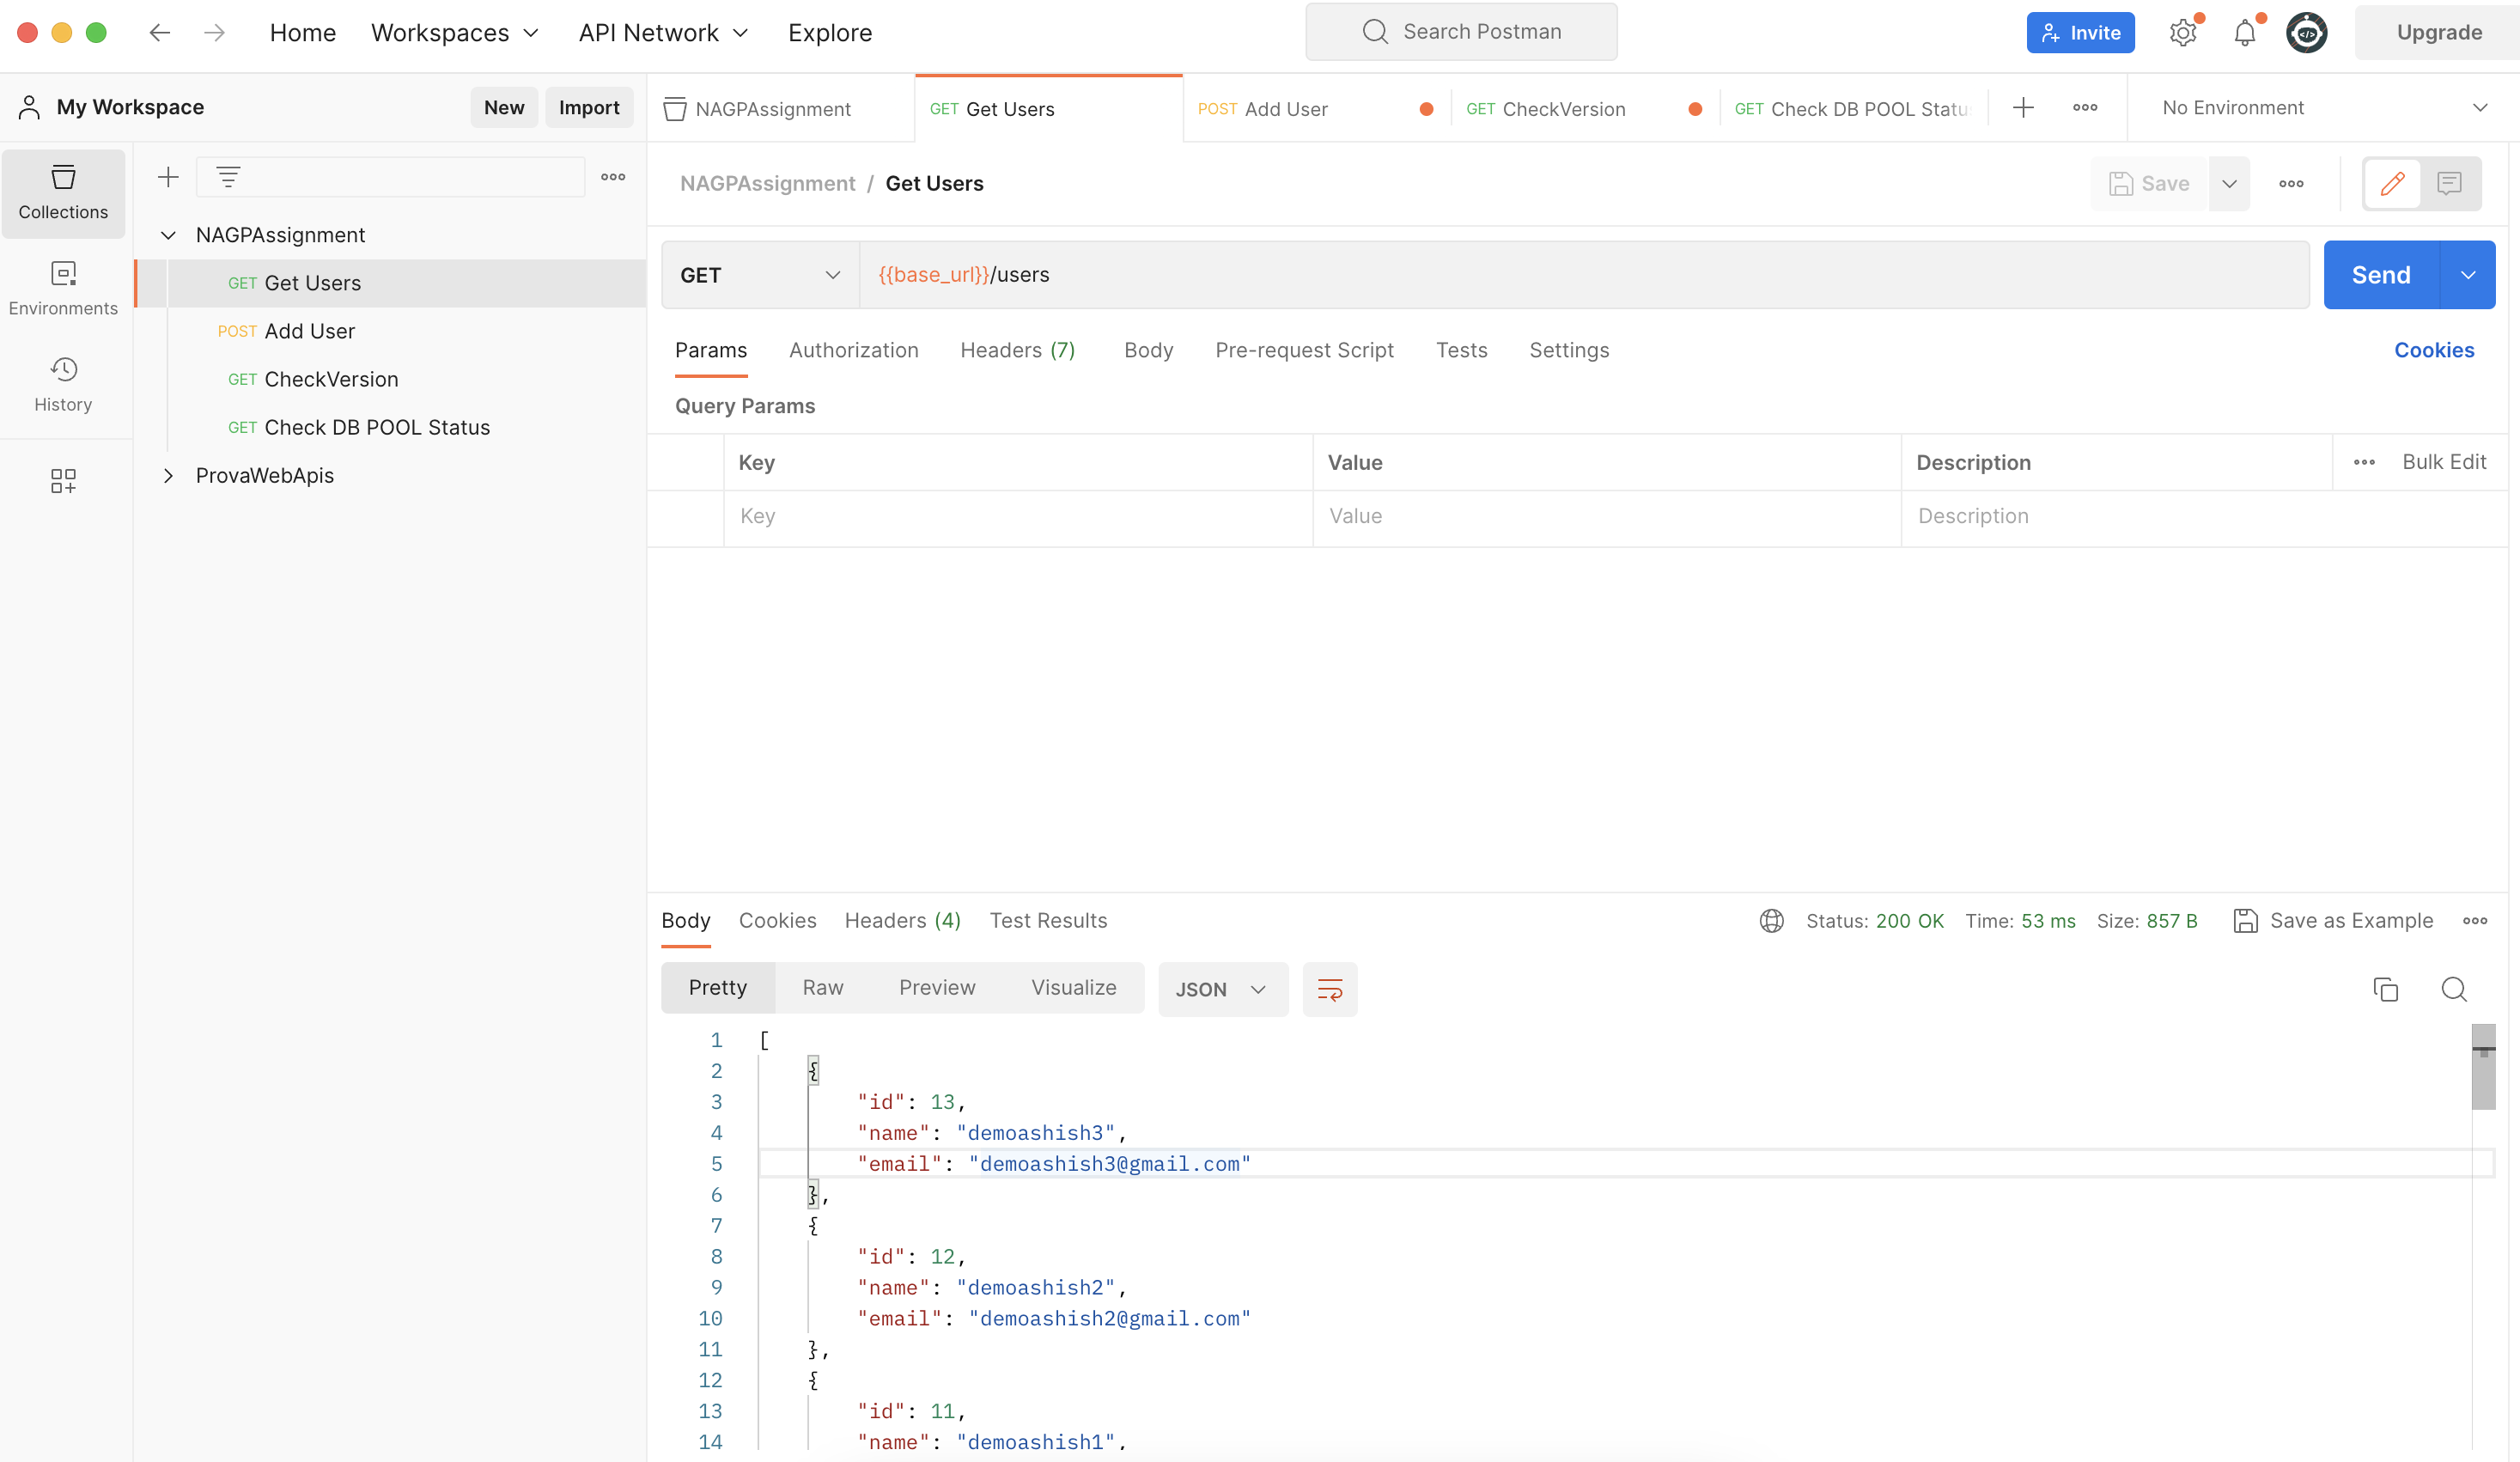 Home Workspaces API Network Explore Search Postman Invite Upgrade
My Workspace New Import NAGPAssignment GET Get Users POST Add User GET CheckVersion GET Check DB POOL Statu No Environment
Collections
Environments
History
NAGPAssignment
GET Get Users
POST Add User
GET CheckVersion
GET Check DB POOL Status
ProvaWebApis
NAGPAssignment / Get Users Save
GET {{base_url}}/users Send
Params Authorization Headers (7) Body Pre-request Script Tests Settings Cookies
Query Params
Key Value Description Bulk Edit
Key Value Description
Body Cookies Headers (4) Test Results Status: 200 OK Time: 53 ms Size: 857 B Save as Example
Pretty Raw Preview Visualize JSON
1 [
2 {
3 "id": 13,
4 "name": "demoashish3",
5 "email": "demoashish3@gmail.com"
6 },
7 {
8 "id": 12,
9 "name": "demoashish2",
10 "email": "demoashish2@gmail.com"
11 },
12 {
13 "id": 11,
14 "name": "demoashish1",